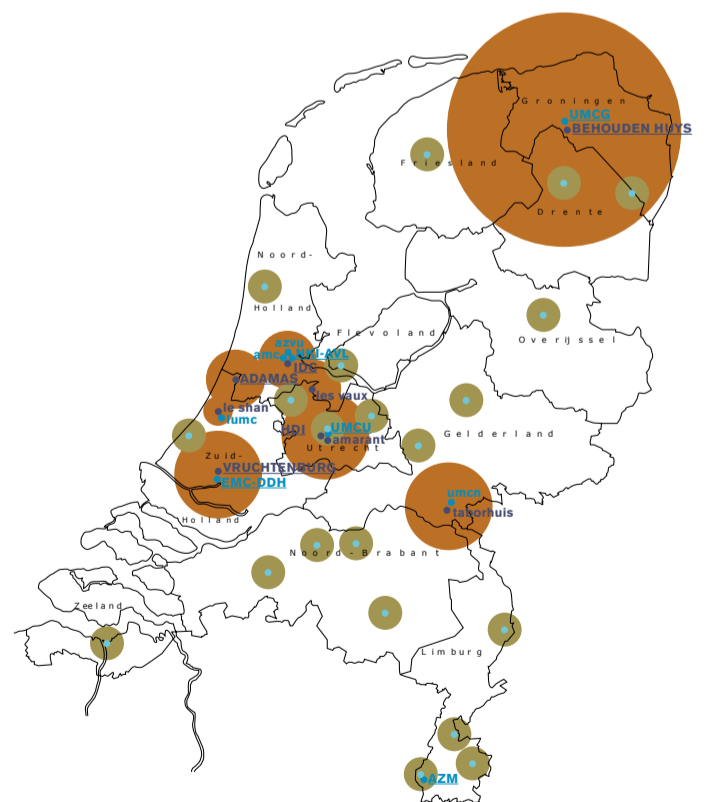 Groningen
UMCG
BEHOUDEN HUYS
Friesland
Drente
Noord-
Holland
Flevoland
Overijssel
azvu
amc
NKI-AVL
IDC
ADAMAS
les vaux
le shan
lumc
HDI
UMCU
amarant
Utrecht
Gelderland
Zuid-
VRUCHTENBURG
EMC-DDH
Holland
umcn
taborhuis
Noord-Brabant
Zeeland
Limburg
AZM